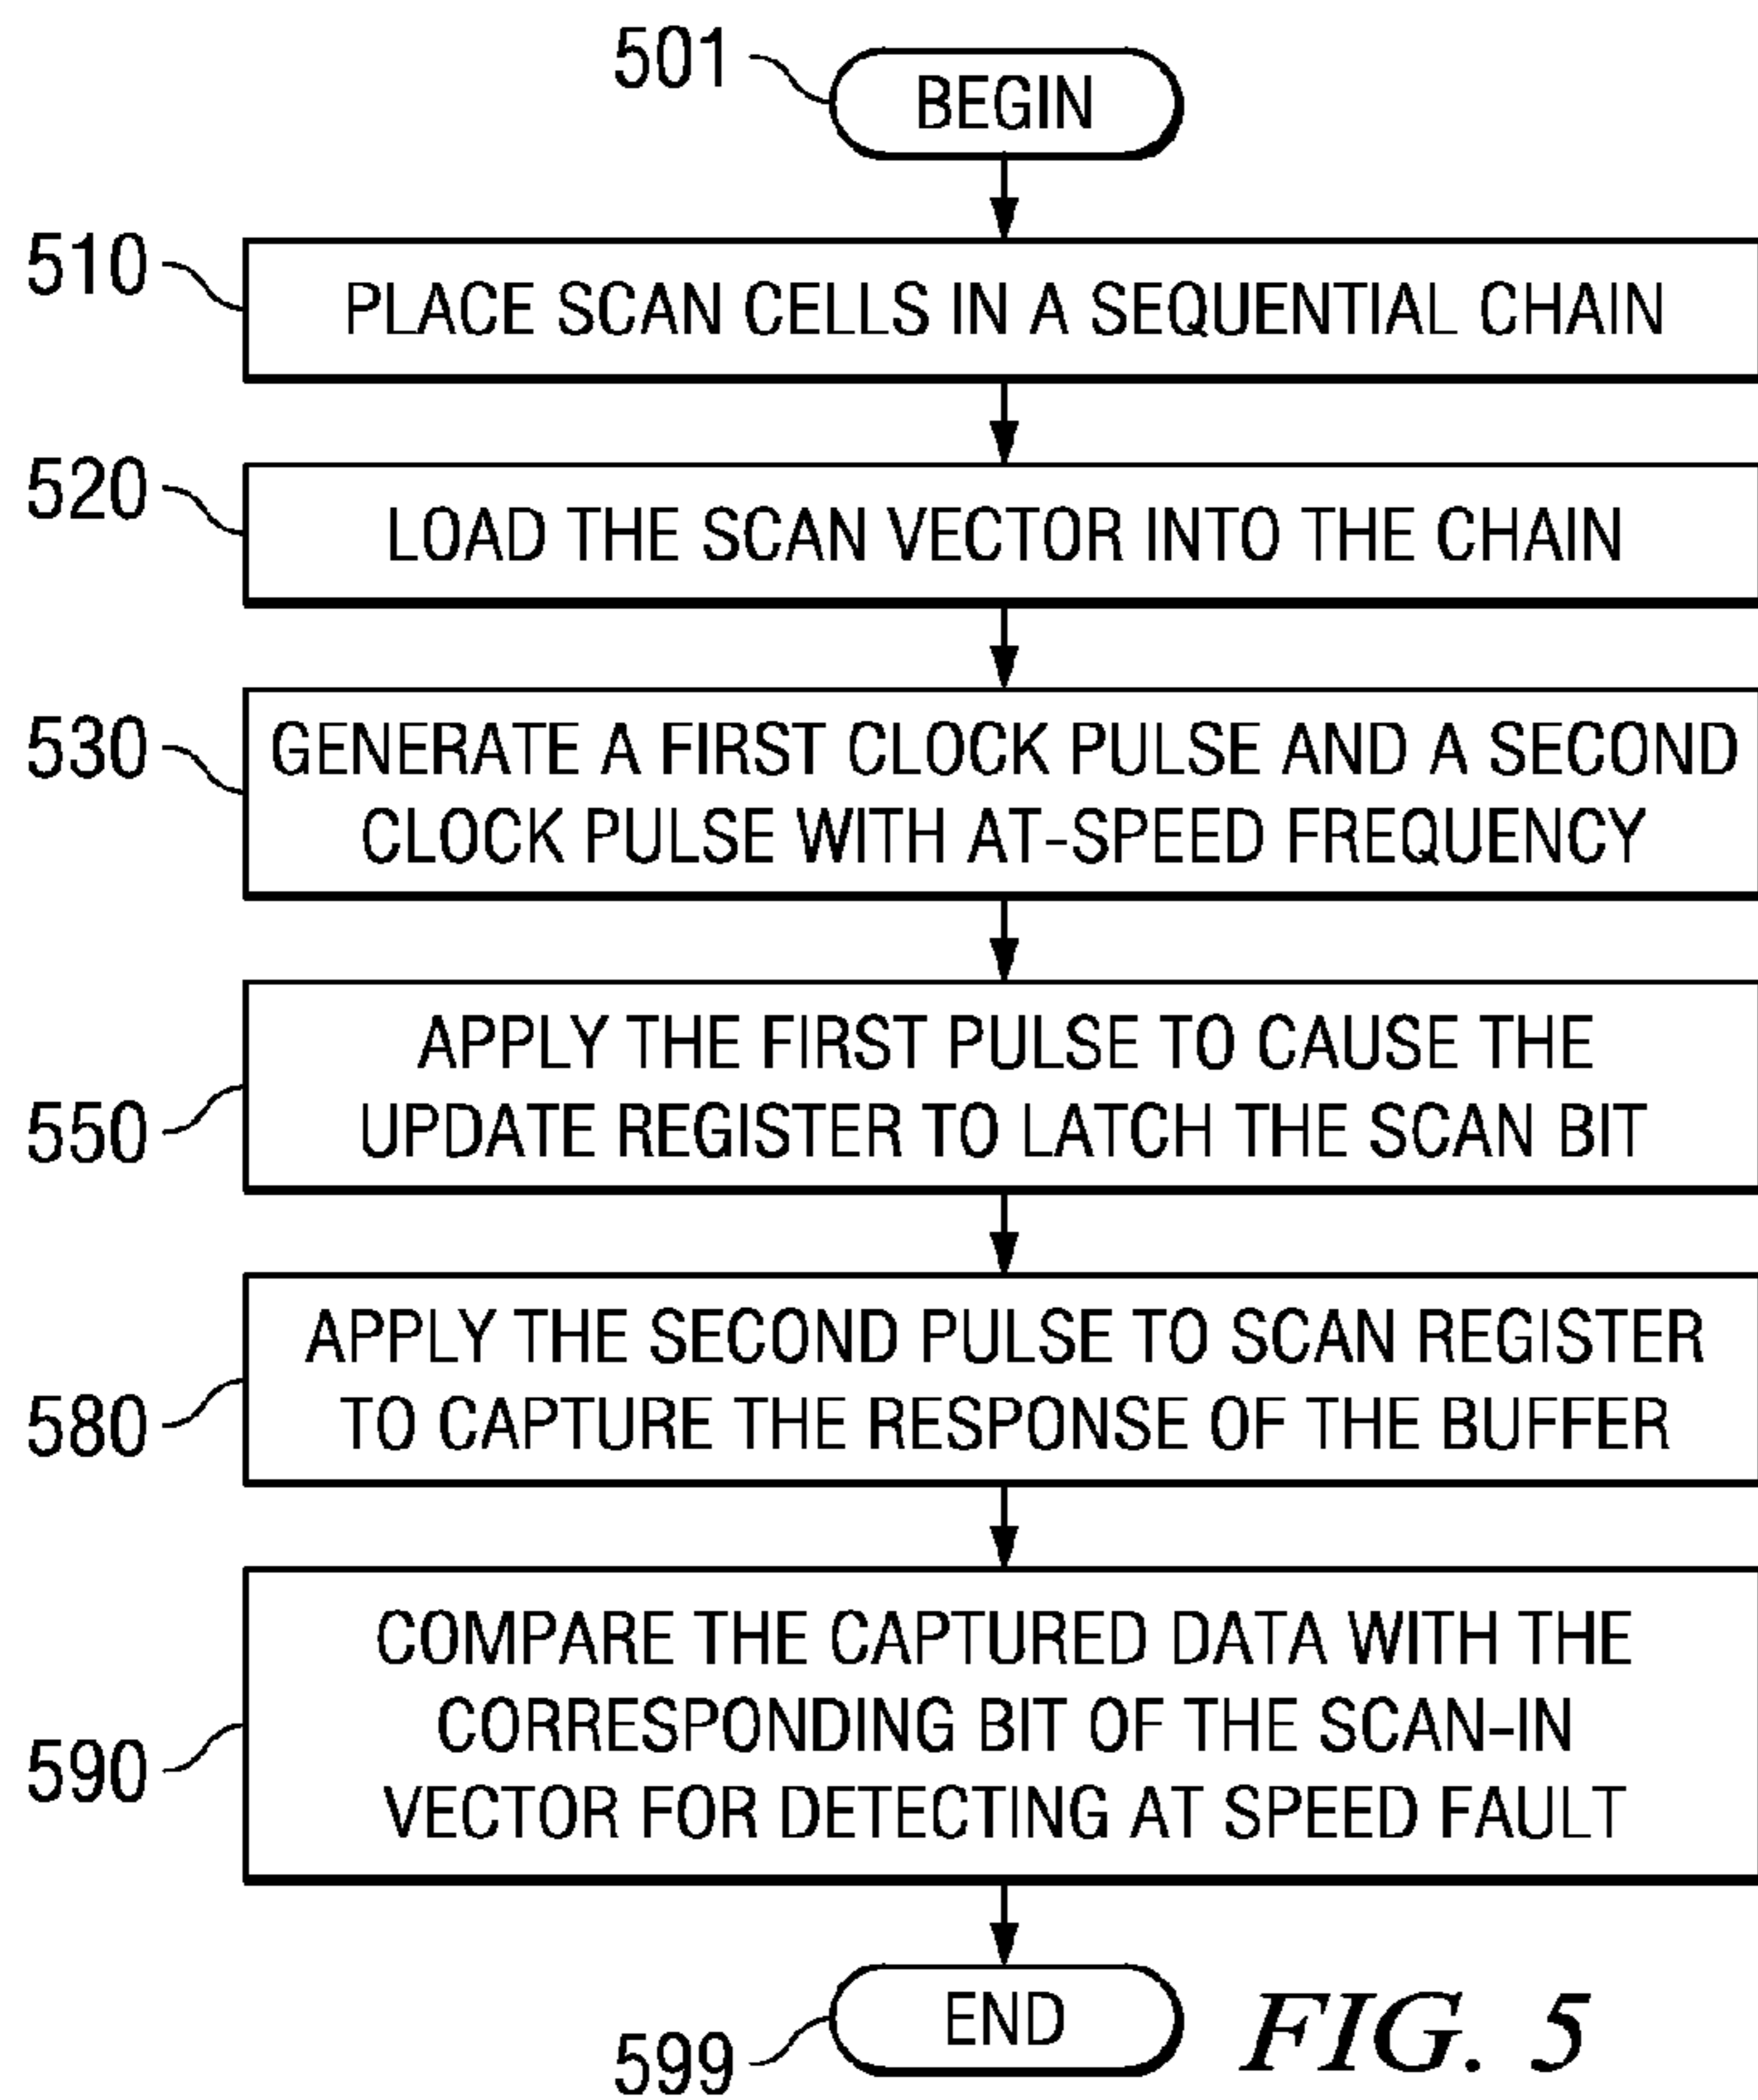 501
BEGIN
510
PLACE SCAN CELLS IN A SEQUENTIAL CHAIN
520
LOAD THE SCAN VECTOR INTO THE CHAIN
530
GENERATE A FIRST CLOCK PULSE AND A SECOND
CLOCK PULSE WITH AT-SPEED FREQUENCY
550
APPLY THE FIRST PULSE TO CAUSE THE
UPDATE REGISTER TO LATCH THE SCAN BIT
580
APPLY THE SECOND PULSE TO SCAN REGISTER
TO CAPTURE THE RESPONSE OF THE BUFFER
590
COMPARE THE CAPTURED DATA WITH THE
CORRESPONDING BIT OF THE SCAN-IN
VECTOR FOR DETECTING AT SPEED FAULT
599
END
FIG. 5